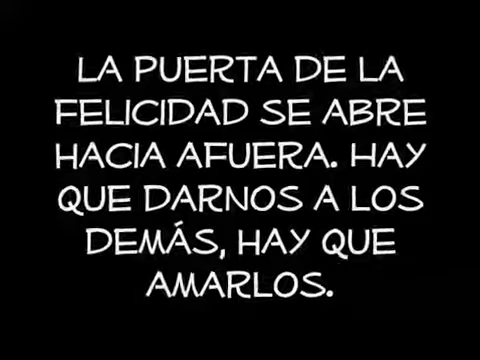 LA PUERTA DE LA
FELICIDAD SE ABRE
HACIA AFUERA. HAY
QUE DARNOS A LOS
DEMÁS, HAY QUE
AMARLOS.